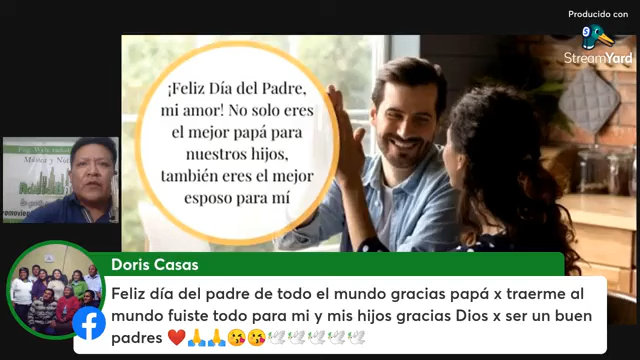 Producido con
StreamYard
¡Feliz Día del Padre,
mi amor! No solo eres
el mejor papá para
nuestros hijos,
también eres el mejor
esposo para mí
Doris Casas
Feliz día del padre de todo el mundo gracias papá x traerme al
mundo fuiste todo para mi y mis hijos gracias Dios x ser un buen
padres ❤️🙏🙏😘😘🕊🕊🕊🕊🕊